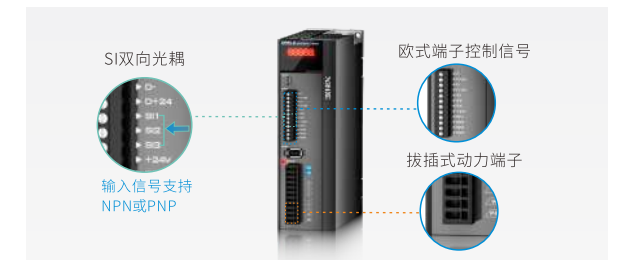 SI双向光耦
D-
D+24
SI1
SI2
SI3
+24V
输入信号支持
NPN或PNP
欧式端子控制信号
拔插式动力端子